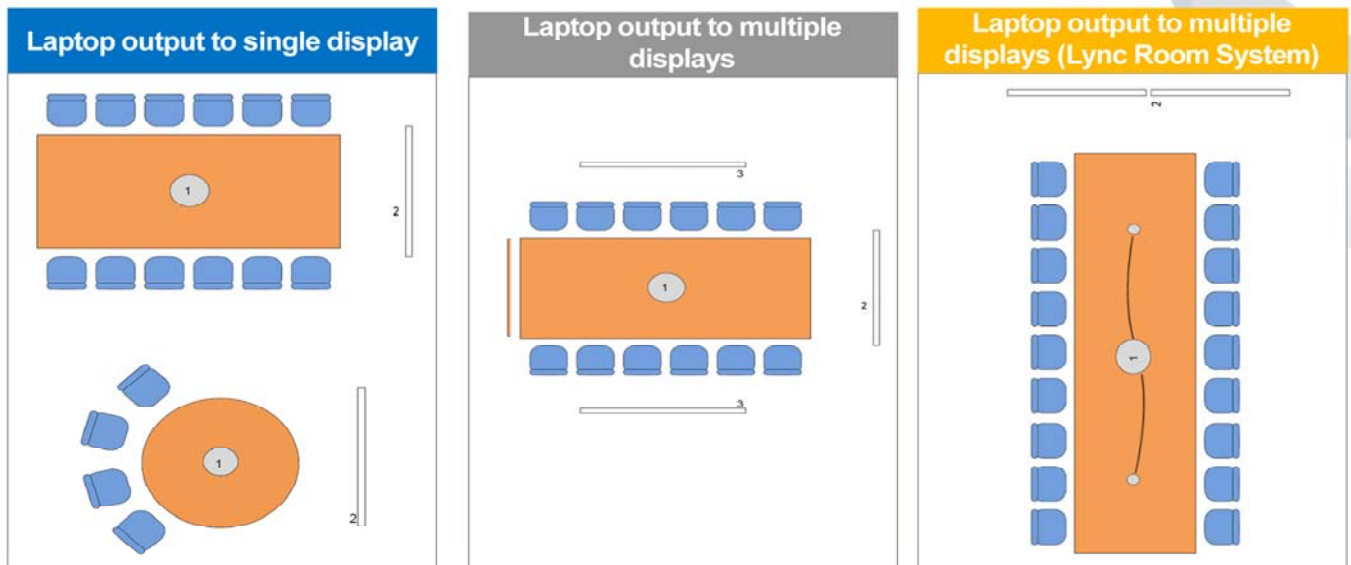 Laptop output to single display
1
2
1
2
Laptop output to multiple
displays
3
1
2
3
Laptop output to multiple
displays (Lync Room System)
2
1